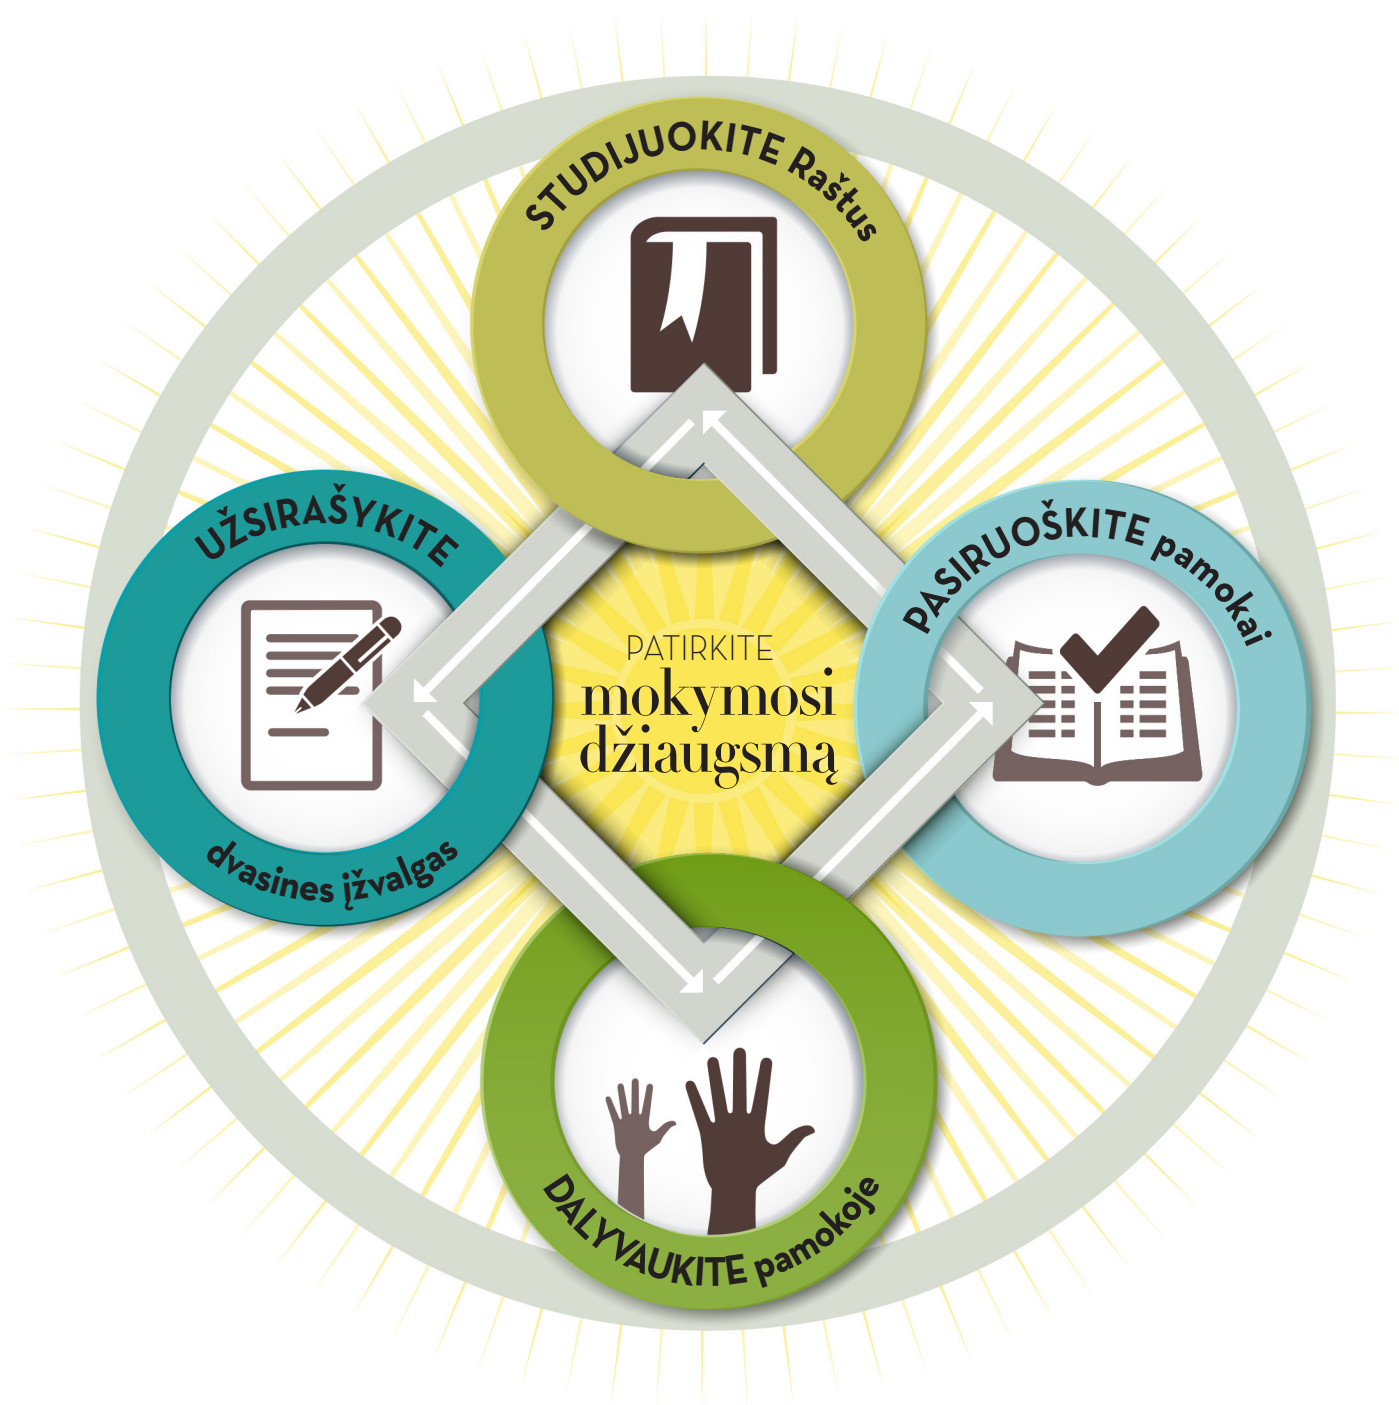 STUDIJUOKITE Raštus
UŽSIRAŠYKITE
dvasines įžvalgas
PATIRKITE
mokymosi
džiaugsmą
PASIRUOŠKITE pamokai
DALYVAUKITE pamokoje